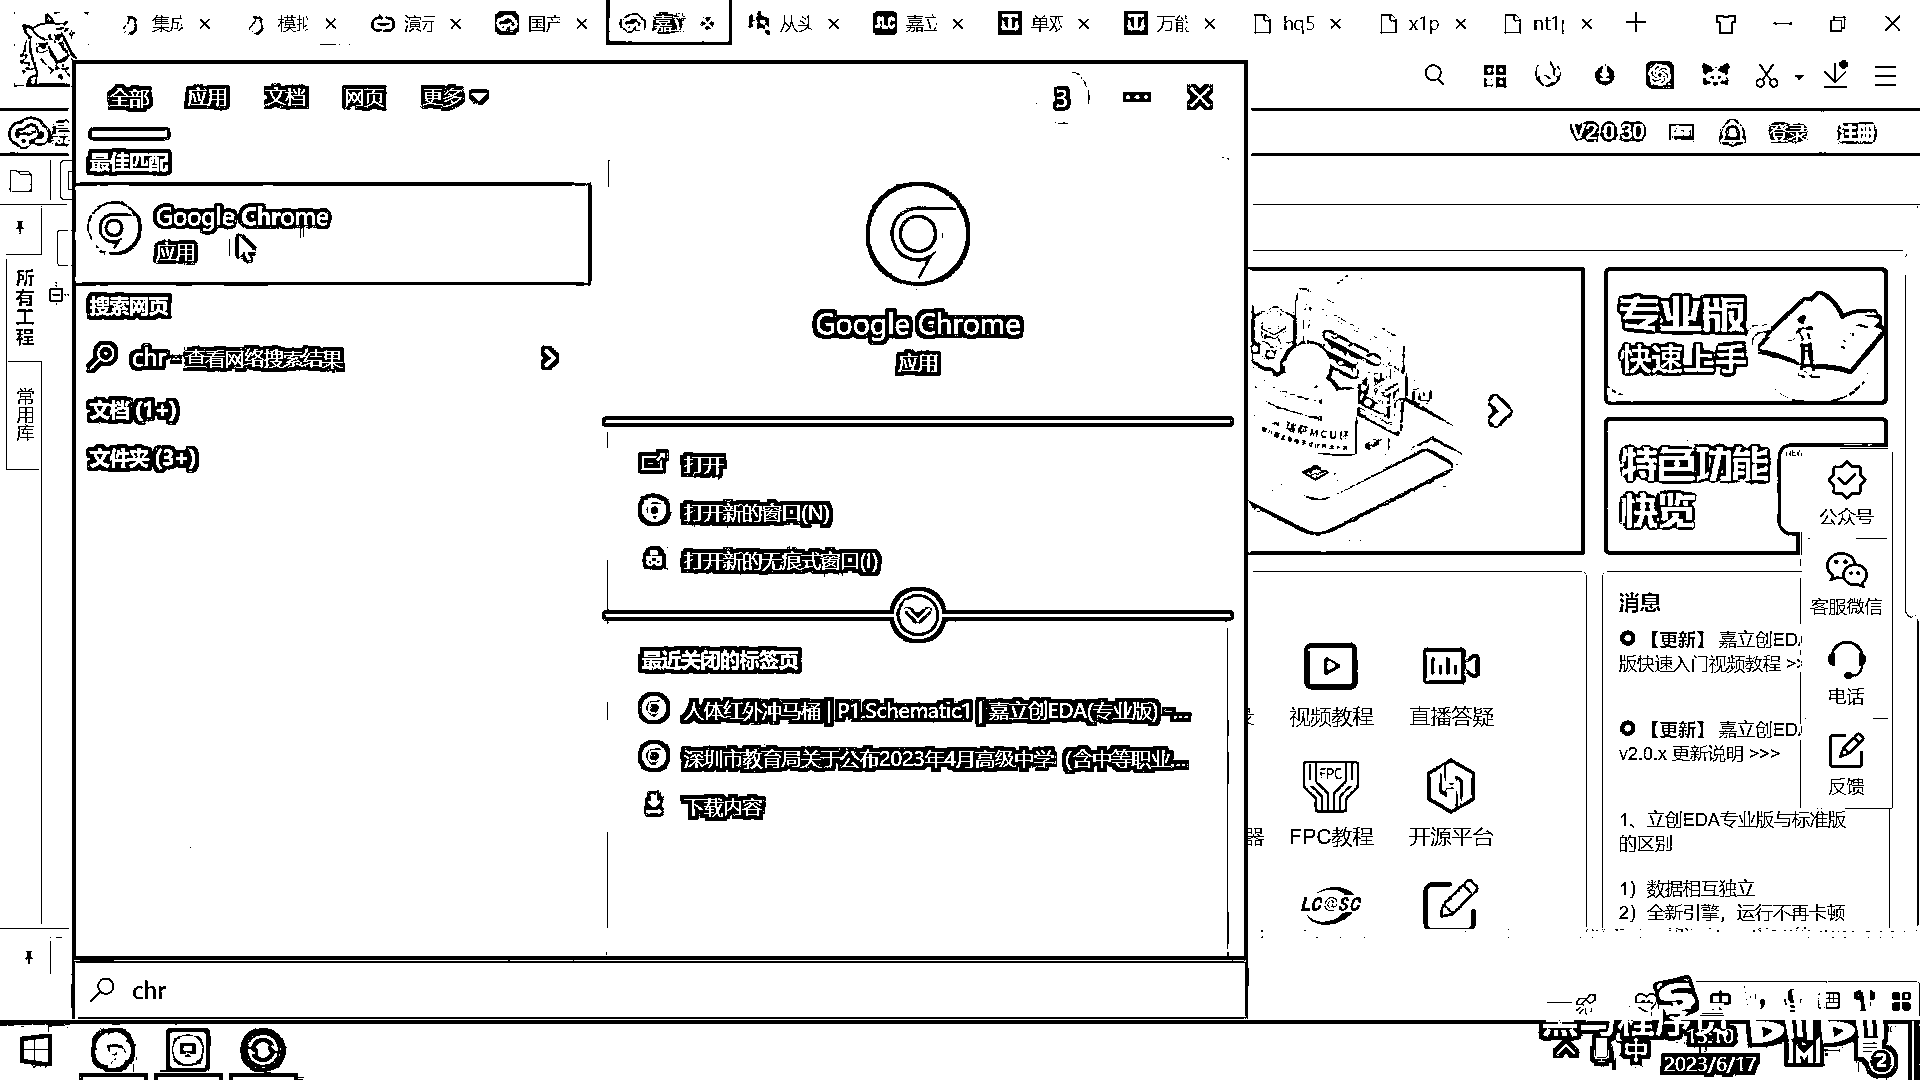 集成
模拟
演示
国产
嘉立
从头
嘉立
单双
万能
hq5
x1p
nt1p
全部
应用
文档
网页
更多
3
V2.0.30
登录
注册
最佳匹配
Google Chrome
应用
搜索网页
chr - 查看网络搜索结果
文档 (1+)
文件夹 (3+)
所有工程
常用库
Google Chrome
应用
打开
打开新的窗口(N)
打开新的无痕式窗口(I)
最近关闭的标签页
人体红外冲马桶 | P1.Schematic1 | 嘉立创EDA(专业版) -...
深圳市教育局关于公布2023年4月高级中学 (含中等职业...
下载内容
专业版
快速上手
特色功能
快览
公众号
客服微信
电话
反馈
视频教程
直播答疑
FPC
器
FPC教程
开源平台
LC@SC
消息
【更新】 嘉立创ED
版快速入门视频教程 >>
【更新】 嘉立创ED
v2.0.x 更新说明 >>>
1、立创EDA专业版与标准版
的区别
1）数据相互独立
2）全新引擎，运行不再卡顿
chr
中
中
15:10
2023/6/17
2